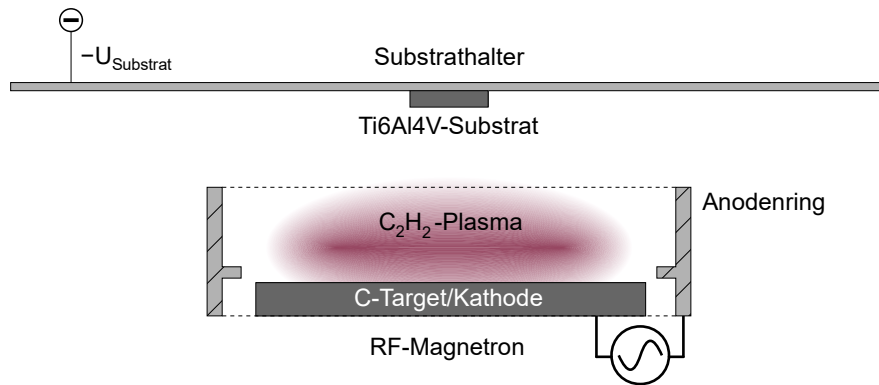 −U_Substrat
Substrathalter
Ti6Al4V-Substrat
C₂H₂-Plasma
Anodenring
C-Target/Kathode
RF-Magnetron